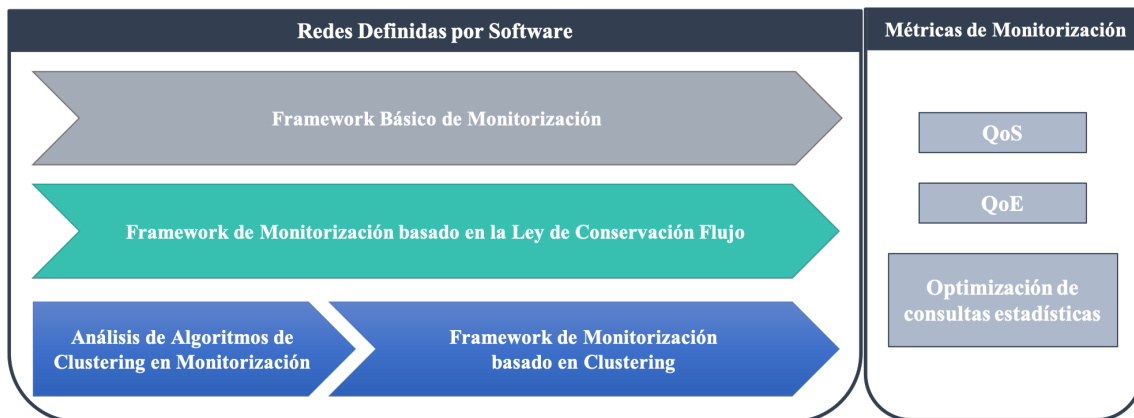 Redes Definidas por Software
Framework Básico de Monitorización
Framework de Monitorización basado en la Ley de Conservación Flujo
Análisis de Algoritmos de
Clustering en Monitorización
Framework de Monitorización
basado en Clustering
Métricas de Monitorización
QoS
QoE
Optimización de
consultas estadísticas